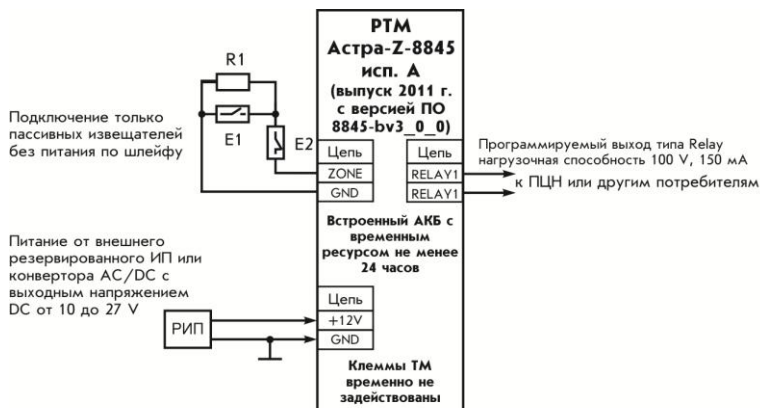 РТМ
Астра-Z-8845
исп. А
(выпуск 2011 г.
с версией ПО
8845-bv3_0_0)
R1
E1
E2
Подключение только
пассивных извещателей
без питания по шлейфу
Цепь
ZONE
GND
Цепь
RELAY1
RELAY1
Программируемый выход типа Relay
нагрузочная способность 100 V, 150 мА
к ПЦН или другим потребителям
Встроенный АКБ с
временным
ресурсом не менее
24 часов
Питание от внешнего
резервированного ИП или
конвертора AC/DC с
выходным напряжением
DC от 10 до 27 V
РИП
Цепь
+12V
GND
Клеммы ТМ
временно не
задействованы